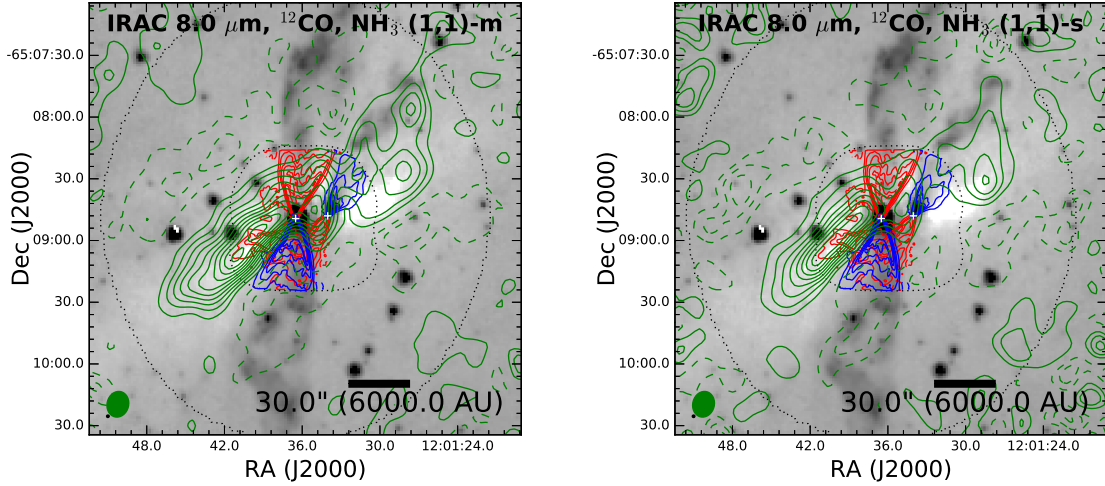 IRAC 8.0 μm, ¹²CO, NH₃ (1,1)-m
-65:07:30.0
08:00.0
30.0
09:00.0
30.0
10:00.0
30.0
Dec (J2000)
30.0" (6000.0 AU)
48.0 42.0 36.0 30.0 12:01:24.0
RA (J2000)
IRAC 8.0 μm, ¹²CO, NH₃ (1,1)-s
-65:07:30.0
08:00.0
30.0
09:00.0
30.0
10:00.0
30.0
Dec (J2000)
30.0" (6000.0 AU)
48.0 42.0 36.0 30.0 12:01:24.0
RA (J2000)